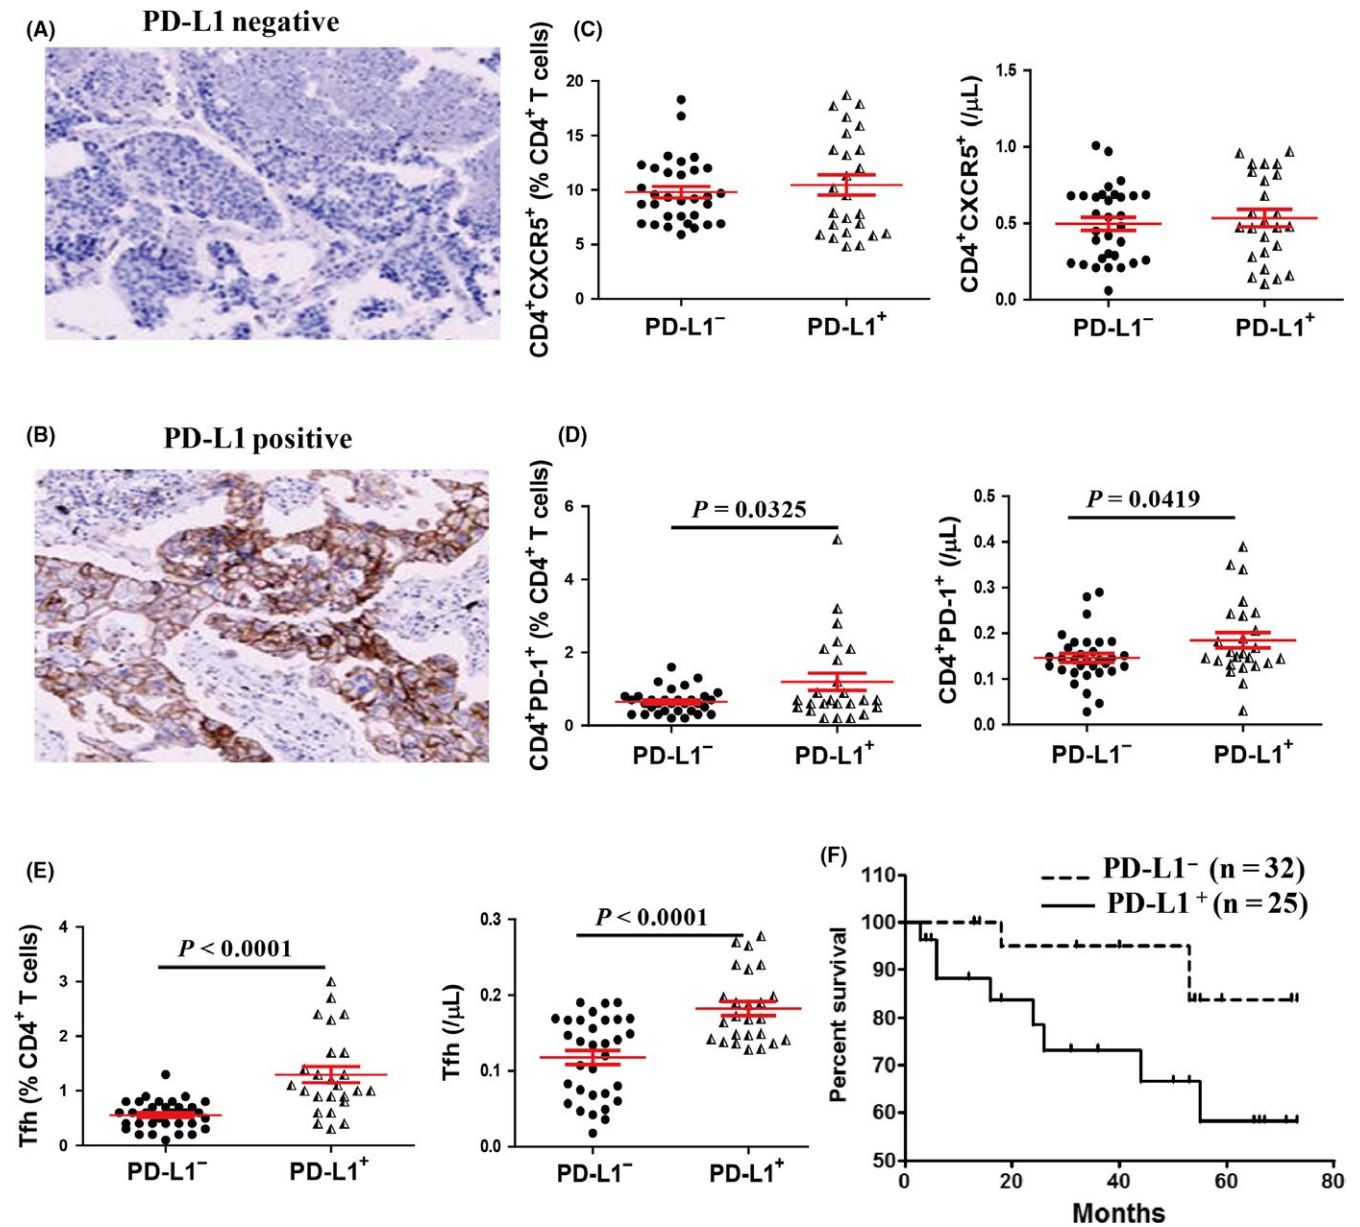 (A)
PD-L1 negative
(C)
CD4+CXCR5+ (% CD4+ T cells)
20
15
10
5
0
PD-L1−
PD-L1+
CD4+CXCR5+ (/μL)
1.5
1.0
0.5
0.0
PD-L1−
PD-L1+
(B)
PD-L1 positive
(D)
CD4+PD-1+ (% CD4+ T cells)
6
4
2
0
P = 0.0325
PD-L1−
PD-L1+
CD4+PD-1+ (/μL)
0.5
0.4
0.3
0.2
0.1
0.0
P = 0.0419
PD-L1−
PD-L1+
(E)
Tfh (% CD4+ T cells)
4
3
2
1
0
P < 0.0001
PD-L1−
PD-L1+
Tfh (/μL)
0.3
0.2
0.1
0.0
P < 0.0001
PD-L1−
PD-L1+
(F)
PD-L1− (n = 32)
PD-L1+ (n = 25)
Percent survival
110
100
90
80
70
60
50
0
20
40
60
80
Months